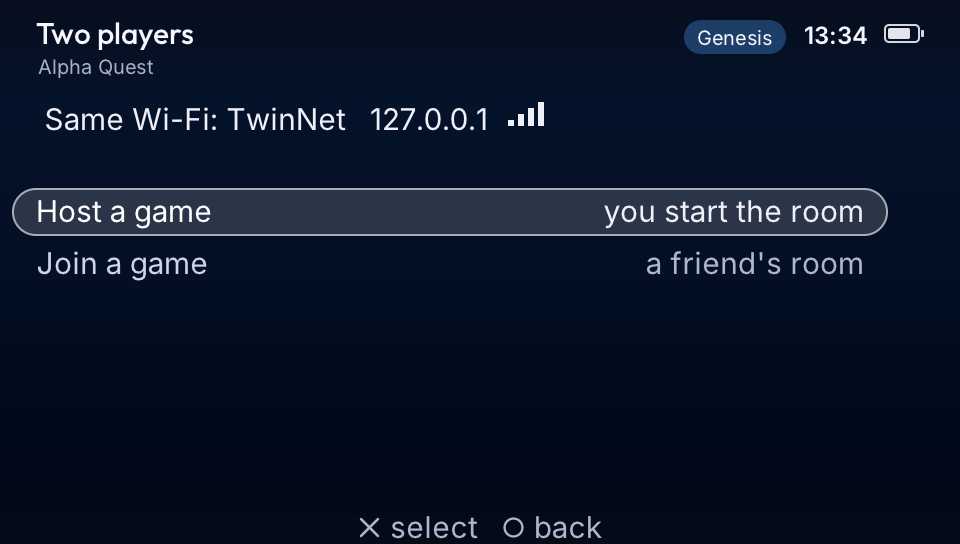 Two players
Genesis 13:34
Alpha Quest
Same Wi-Fi: TwinNet 127.0.0.1
Host a game you start the room
Join a game a friend's room
select back